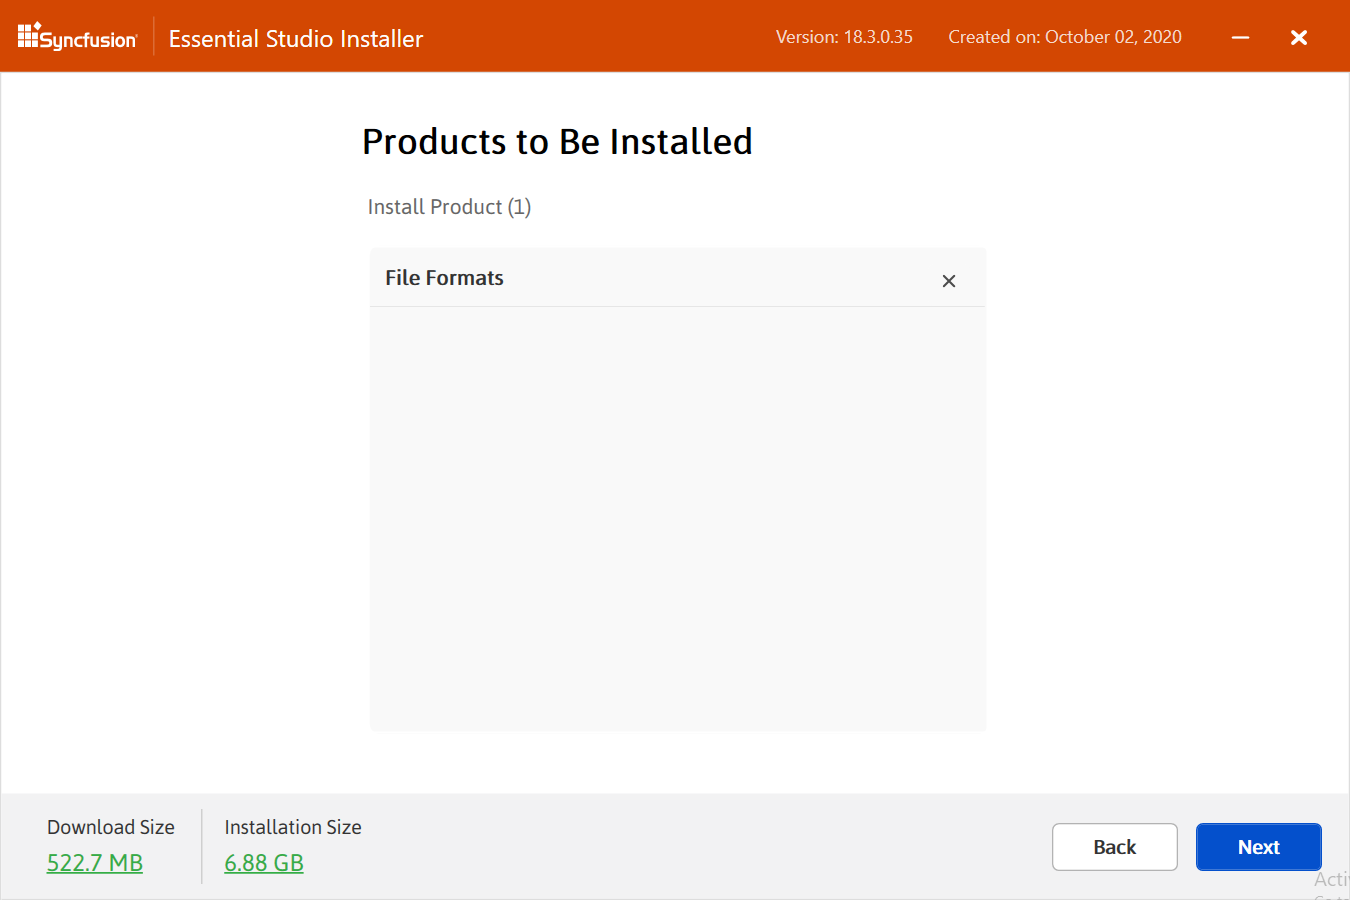 Syncfusion
Essential Studio Installer
Version: 18.3.0.35
Created on: October 02, 2020
Products to Be Installed
Install Product (1)
File Formats
Download Size
522.7 MB
Installation Size
6.88 GB
Back
Next